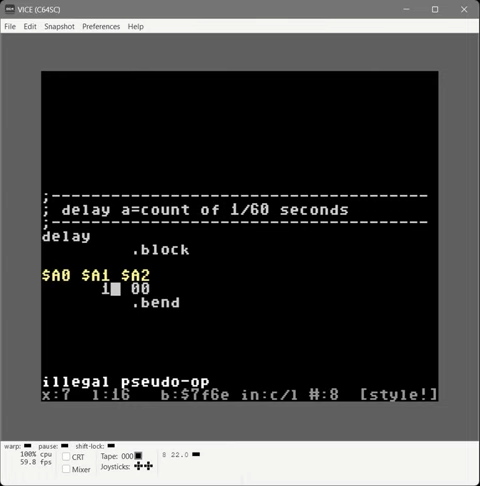 VICE (C64SC)
File Edit Snapshot Preferences Help
;---------------------------------------
; delay a=count of 1/60 seconds
;---------------------------------------
delay
.block
$A0 $A1 $A2
1 00
.bend
illegal pseudo-op
x:7 l:16 b:$7f6e in:c/l #:8 [style!]
warp: pause: shift-lock:
100% cpu
59.8 fps
CRT
Mixer
Tape: 000
Joysticks:
8 22.0